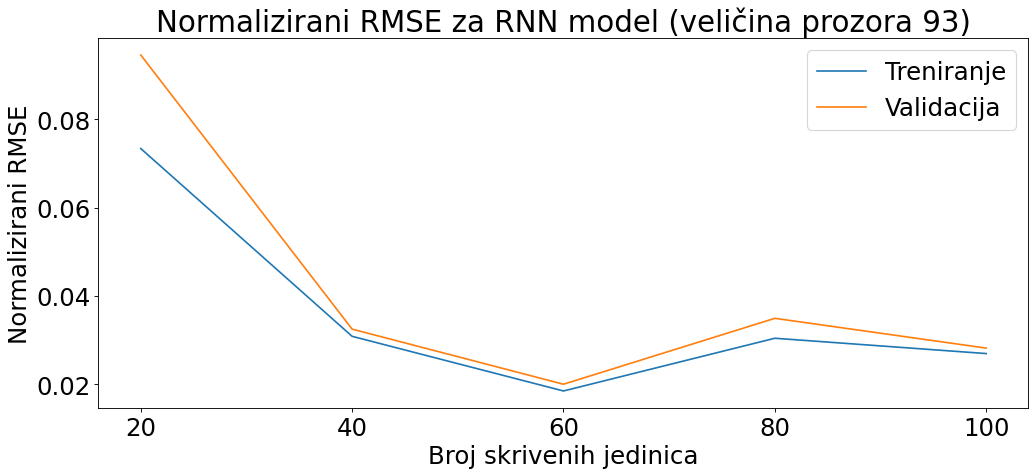 Normalizirani RMSE za RNN model (veličina prozora 93)
Treniranje
Validacija
Normalizirani RMSE
0.08
0.06
0.04
0.02
20 40 60 80 100
Broj skrivenih jedinica